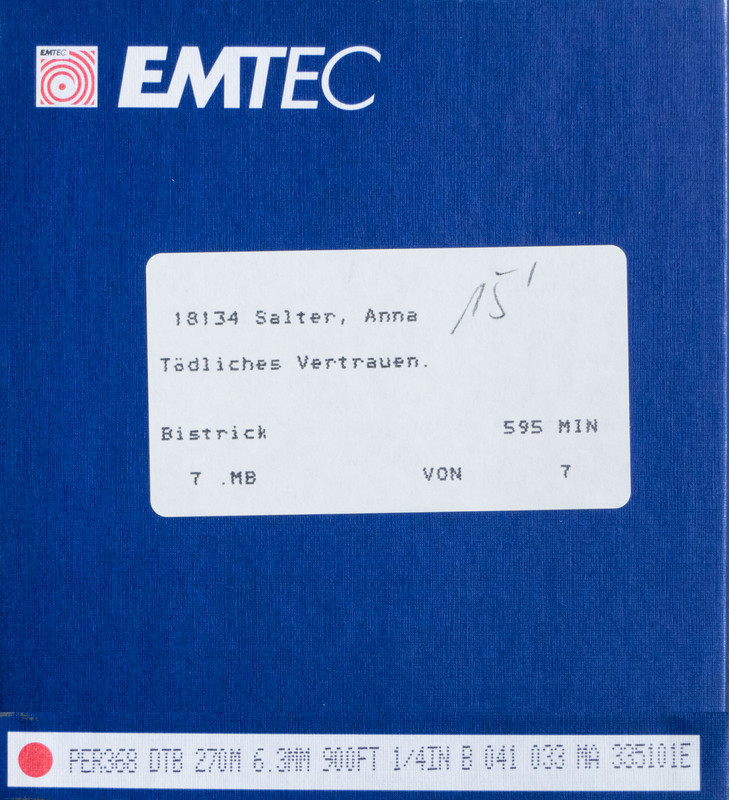 EMTEC
EMTEC
15'
18134 Salter, Anna
Tödliches Vertrauen.
Bistrick 595 MIN
7 .MB VON 7
PER368 DTB 270M 6.3MM 900FT 1/4IN B 041 033 MA 335101E